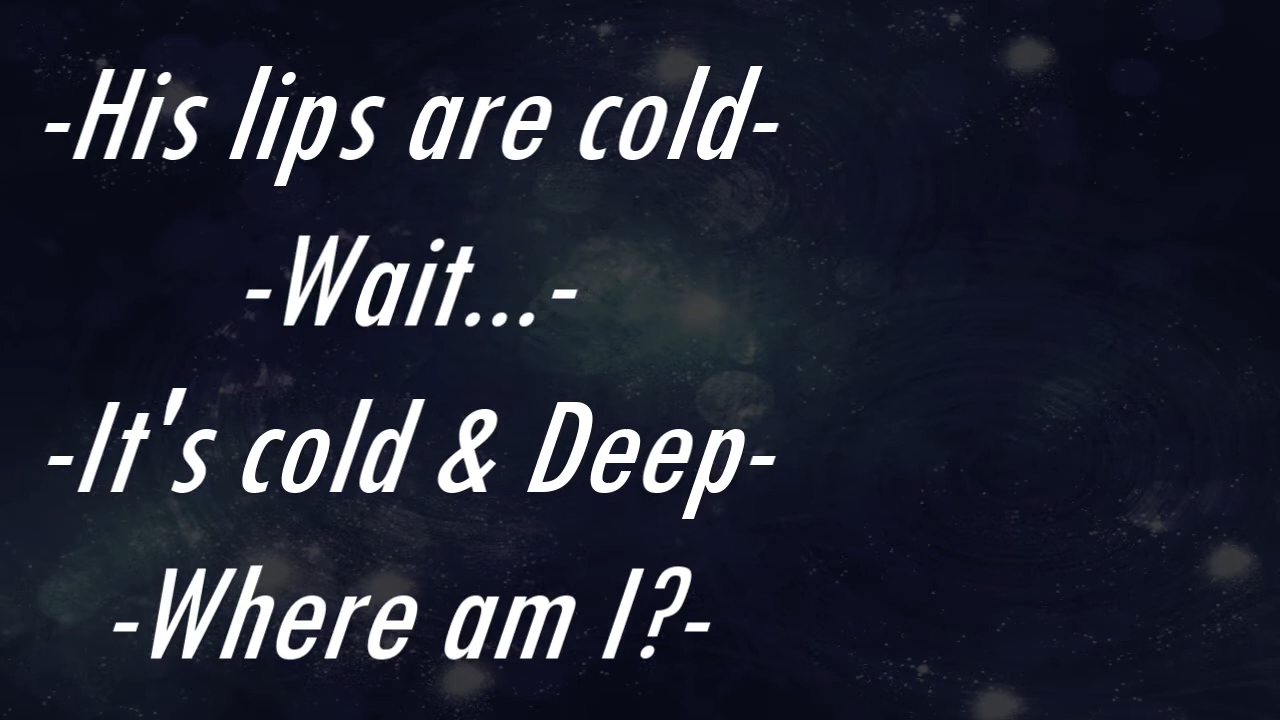 -His lips are cold-
-Wait...-
-It's cold & Deep-
-Where am I?-